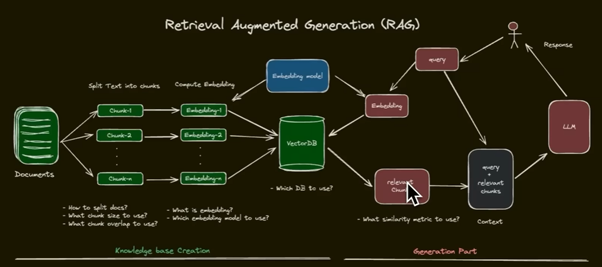 Retrieval Augmented Generation (RAG)
Split Text into chunks
Compute Embedding
Embedding model
query
Response
Chunk-1
Embedding-1
Embedding
Chunk-2
Embedding-2
VectorDB
LLM
Chunk-n
Embedding-n
Documents
- Which DB to use?
relevant
Chunks
query
+
relevant
chunks
- How to split docs?
- What chunk size to use?
- What chunk overlap to use?
- What is embedding?
- Which embedding model to use?
- What similarity metric to use?
Context
Knowledge base Creation
Generation Part